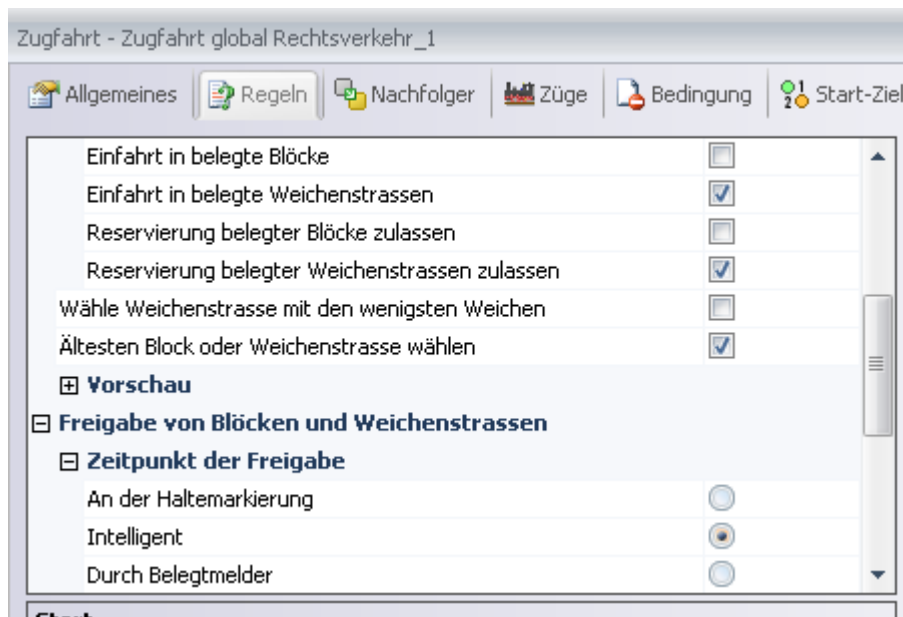 Zugfahrt - Zugfahrt global Rechtsverkehr_1
Allgemeines Regeln Nachfolger Züge Bedingung Start-Ziel
Einfahrt in belegte Blöcke
Einfahrt in belegte Weichenstrassen
Reservierung belegter Blöcke zulassen
Reservierung belegter Weichenstrassen zulassen
Wähle Weichenstrasse mit den wenigsten Weichen
Ältesten Block oder Weichenstrasse wählen
Vorschau
Freigabe von Blöcken und Weichenstrassen
Zeitpunkt der Freigabe
An der Haltemarkierung
Intelligent
Durch Belegtmelder